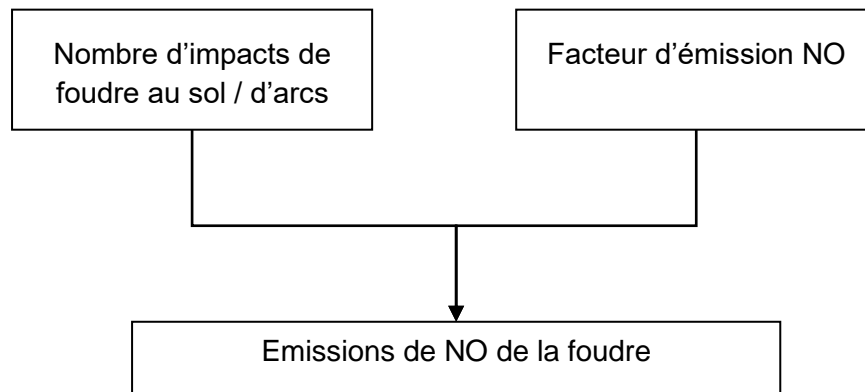 Nombre d’impacts de
foudre au sol / d’arcs
Facteur d’émission NO
Emissions de NO de la foudre